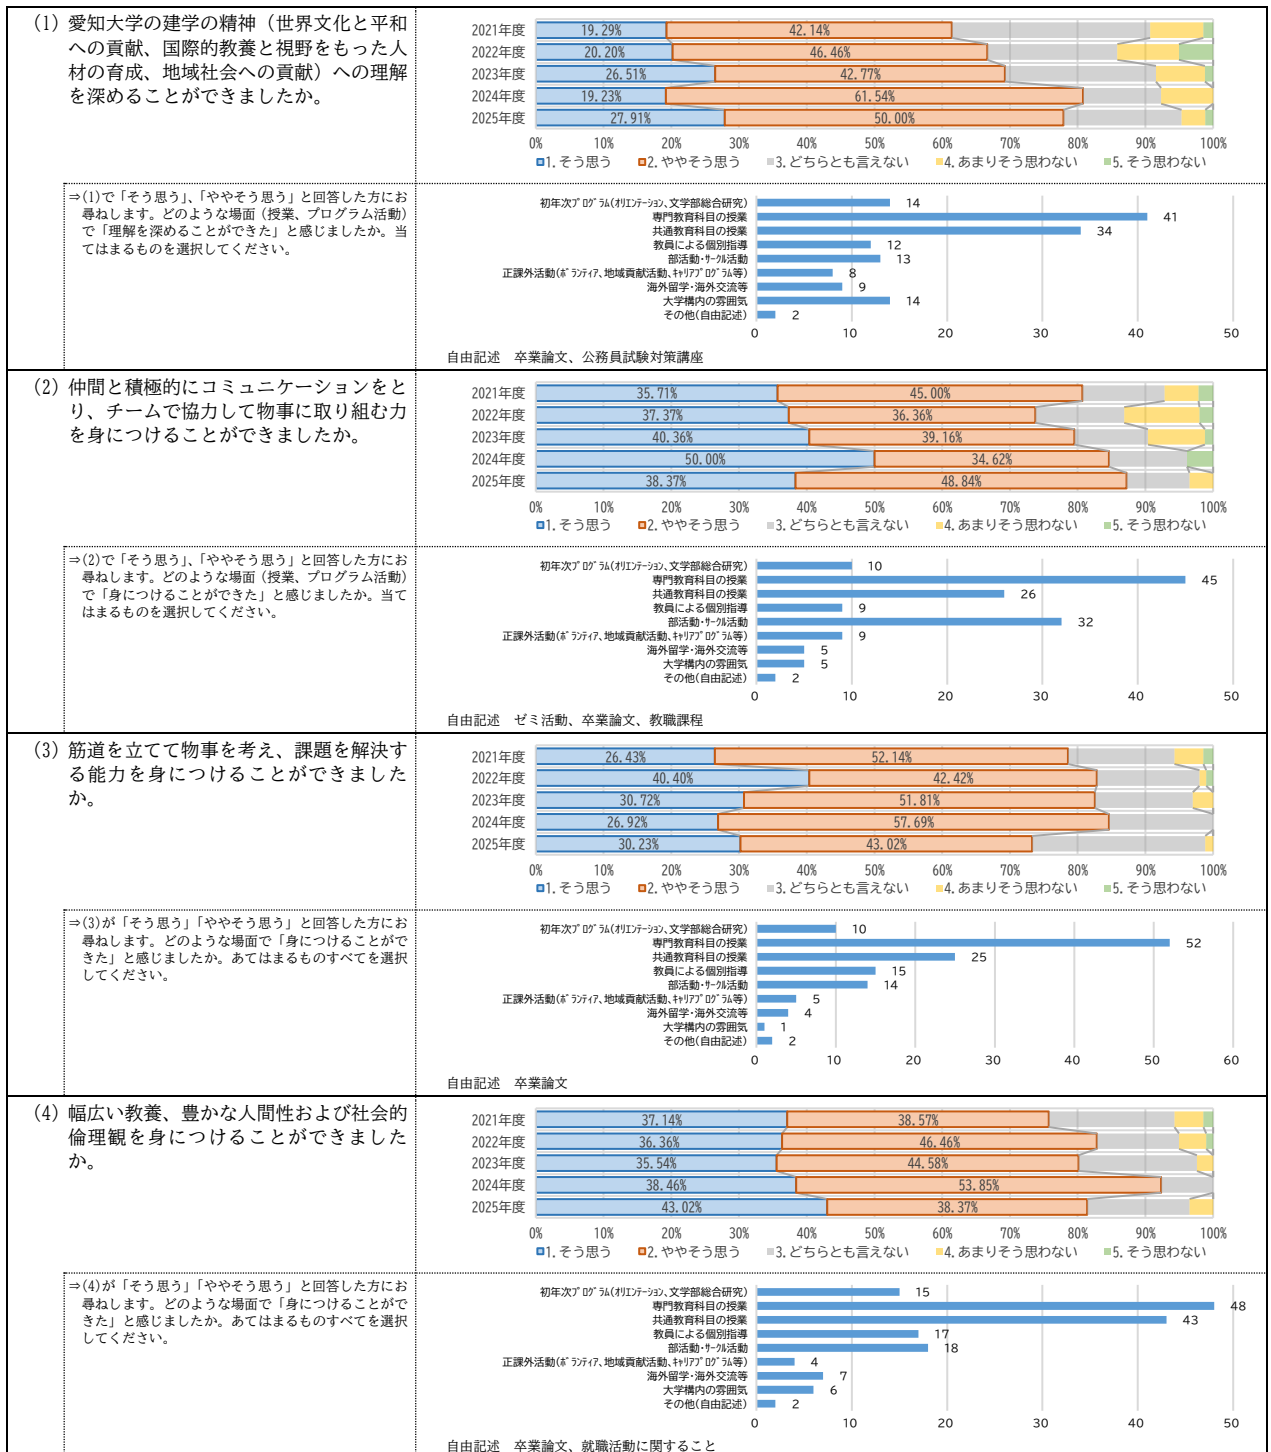 (1) 愛知大学の建学の精神（世界文化と平和
への貢献、国際的教養と視野をもった人
材の育成、地域社会への貢献）への理解
を深めることができましたか。
2021年度 19.29% 42.14%
2022年度 20.20% 46.46%
2023年度 26.51% 42.77%
2024年度 19.23% 61.54%
2025年度 27.91% 50.00%
0% 10% 20% 30% 40% 50% 60% 70% 80% 90% 100%
1. そう思う 2. ややそう思う 3. どちらとも言えない 4. あまりそう思わない 5. そう思わない
⇒(1)で「そう思う」、「ややそう思う」と回答した方にお
尋ねします。どのような場面（授業、プログラム活動）
で「理解を深めることができた」と感じましたか。当
てはまるものを選択してください。
初年次ﾌﾟﾛｸﾞﾗﾑ(ｵﾘｴﾝﾃｰｼｮﾝ､文学部総合研究) 14
専門教育科目の授業 41
共通教育科目の授業 34
教員による個別指導 12
部活動･ｻｰｸﾙ活動 13
正課外活動(ﾎﾞﾗﾝﾃｨｱ､地域貢献活動､ｷｬﾘｱﾌﾟﾛｸﾞﾗﾑ等) 8
海外留学･海外交流等 9
大学構内の雰囲気 14
その他(自由記述) 2
0 10 20 30 40 50
自由記述 卒業論文、公務員試験対策講座
(2) 仲間と積極的にコミュニケーションをと
り、チームで協力して物事に取り組む力
を身につけることができましたか。
2021年度 35.71% 45.00%
2022年度 37.37% 36.36%
2023年度 40.36% 39.16%
2024年度 50.00% 34.62%
2025年度 38.37% 48.84%
0% 10% 20% 30% 40% 50% 60% 70% 80% 90% 100%
1. そう思う 2. ややそう思う 3. どちらとも言えない 4. あまりそう思わない 5. そう思わない
⇒(2)で「そう思う」、「ややそう思う」と回答した方にお
尋ねします。どのような場面（授業、プログラム活動）
で「身につけることができた」と感じましたか。当て
はまるものを選択してください。
初年次ﾌﾟﾛｸﾞﾗﾑ(ｵﾘｴﾝﾃｰｼｮﾝ､文学部総合研究) 10
専門教育科目の授業 45
共通教育科目の授業 26
教員による個別指導 9
部活動･ｻｰｸﾙ活動 32
正課外活動(ﾎﾞﾗﾝﾃｨｱ､地域貢献活動､ｷｬﾘｱﾌﾟﾛｸﾞﾗﾑ等) 9
海外留学･海外交流等 5
大学構内の雰囲気 5
その他(自由記述) 2
0 10 20 30 40 50
自由記述 ゼミ活動、卒業論文、教職課程
(3) 筋道を立てて物事を考え、課題を解決す
る能力を身につけることができました
か。
2021年度 26.43% 52.14%
2022年度 40.40% 42.42%
2023年度 30.72% 51.81%
2024年度 26.92% 57.69%
2025年度 30.23% 43.02%
0% 10% 20% 30% 40% 50% 60% 70% 80% 90% 100%
1. そう思う 2. ややそう思う 3. どちらとも言えない 4. あまりそう思わない 5. そう思わない
⇒(3)が「そう思う」「ややそう思う」と回答した方にお
尋ねします。どのような場面で「身につけることがで
きた」と感じましたか。あてはまるものすべてを選択
してください。
初年次ﾌﾟﾛｸﾞﾗﾑ(ｵﾘｴﾝﾃｰｼｮﾝ､文学部総合研究) 10
専門教育科目の授業 52
共通教育科目の授業 25
教員による個別指導 15
部活動･ｻｰｸﾙ活動 14
正課外活動(ﾎﾞﾗﾝﾃｨｱ､地域貢献活動､ｷｬﾘｱﾌﾟﾛｸﾞﾗﾑ等) 5
海外留学･海外交流等 4
大学構内の雰囲気 1
その他(自由記述) 2
0 10 20 30 40 50 60
自由記述 卒業論文
(4) 幅広い教養、豊かな人間性および社会的
倫理観を身につけることができました
か。
2021年度 37.14% 38.57%
2022年度 36.36% 46.46%
2023年度 35.54% 44.58%
2024年度 38.46% 53.85%
2025年度 43.02% 38.37%
0% 10% 20% 30% 40% 50% 60% 70% 80% 90% 100%
1. そう思う 2. ややそう思う 3. どちらとも言えない 4. あまりそう思わない 5. そう思わない
⇒(4)が「そう思う」「ややそう思う」と回答した方にお
尋ねします。どのような場面で「身につけることがで
きた」と感じましたか。あてはまるものすべてを選択
してください。
初年次ﾌﾟﾛｸﾞﾗﾑ(ｵﾘｴﾝﾃｰｼｮﾝ､文学部総合研究) 15
専門教育科目の授業 48
共通教育科目の授業 43
教員による個別指導 17
部活動･ｻｰｸﾙ活動 18
正課外活動(ﾎﾞﾗﾝﾃｨｱ､地域貢献活動､ｷｬﾘｱﾌﾟﾛｸﾞﾗﾑ等) 4
海外留学･海外交流等 7
大学構内の雰囲気 6
その他(自由記述) 2
0 10 20 30 40 50
自由記述 卒業論文、就職活動に関すること